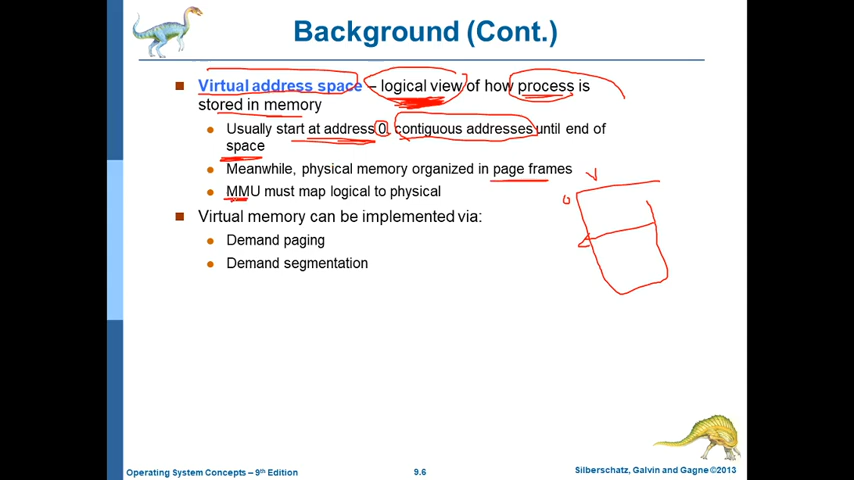 Background (Cont.)
Virtual address space – logical view of how process is
stored in memory
Usually start at address 0, contiguous addresses until end of
space
Meanwhile, physical memory organized in page frames
MMU must map logical to physical
V
0
Virtual memory can be implemented via:
Demand paging
Demand segmentation
Operating System Concepts – 9th Edition
9.6
Silberschatz, Galvin and Gagne ©2013